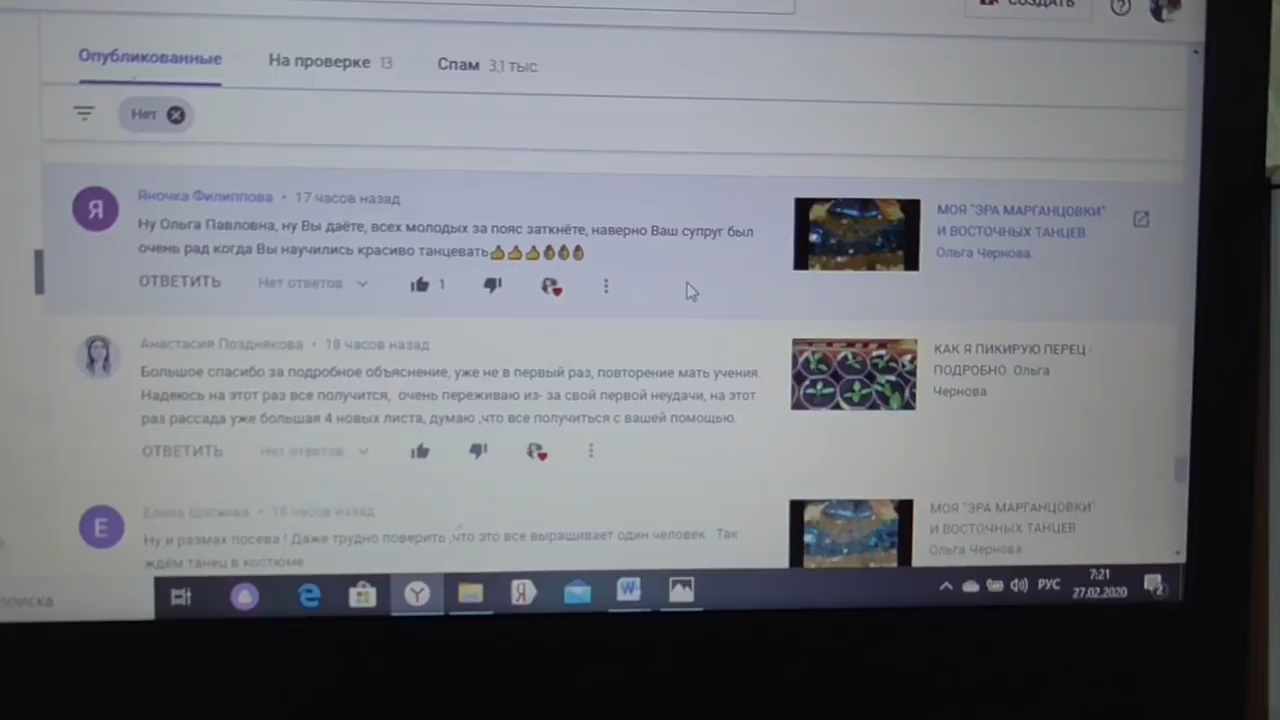 СОЗДАТЬ
Опубликованные На проверке 13 Спам 3,1 тыс.
Нет
Я
Яночка Филиппова • 17 часов назад
Ну Ольга Павловна, ну Вы даёте, всех молодых за пояс заткнёте, наверно Ваш супруг был
очень рад когда Вы научились красиво танцевать👍👍👍👌👌👌
ОТВЕТИТЬ Нет ответов 1
МОЯ "ЭРА МАРГАНЦОВКИ"
И ВОСТОЧНЫХ ТАНЦЕВ.
Ольга Чернова.
Анастасия Позднякова • 18 часов назад
Большое спасибо за подробное объяснение, уже не в первый раз, повторение мать учения.
Надеюсь на этот раз все получится, очень переживаю из- за свой первой неудачи, на этот
раз рассада уже большая 4 новых листа, думаю ,что все получиться с вашей помощью.
ОТВЕТИТЬ Нет ответов
КАК Я ПИКИРУЮ ПЕРЕЦ -
ПОДРОБНО. Ольга
Чернова
Е
Елена • 18 часов назад
Ну и размах посева ! Даже трудно поверить ,что это все выращивает один человек . Так
ждём танец в костюме
МОЯ "ЭРА МАРГАНЦОВКИ"
И ВОСТОЧНЫХ ТАНЦЕВ.
Ольга Чернова.
поиска
РУС
7:21
27.02.2020
2